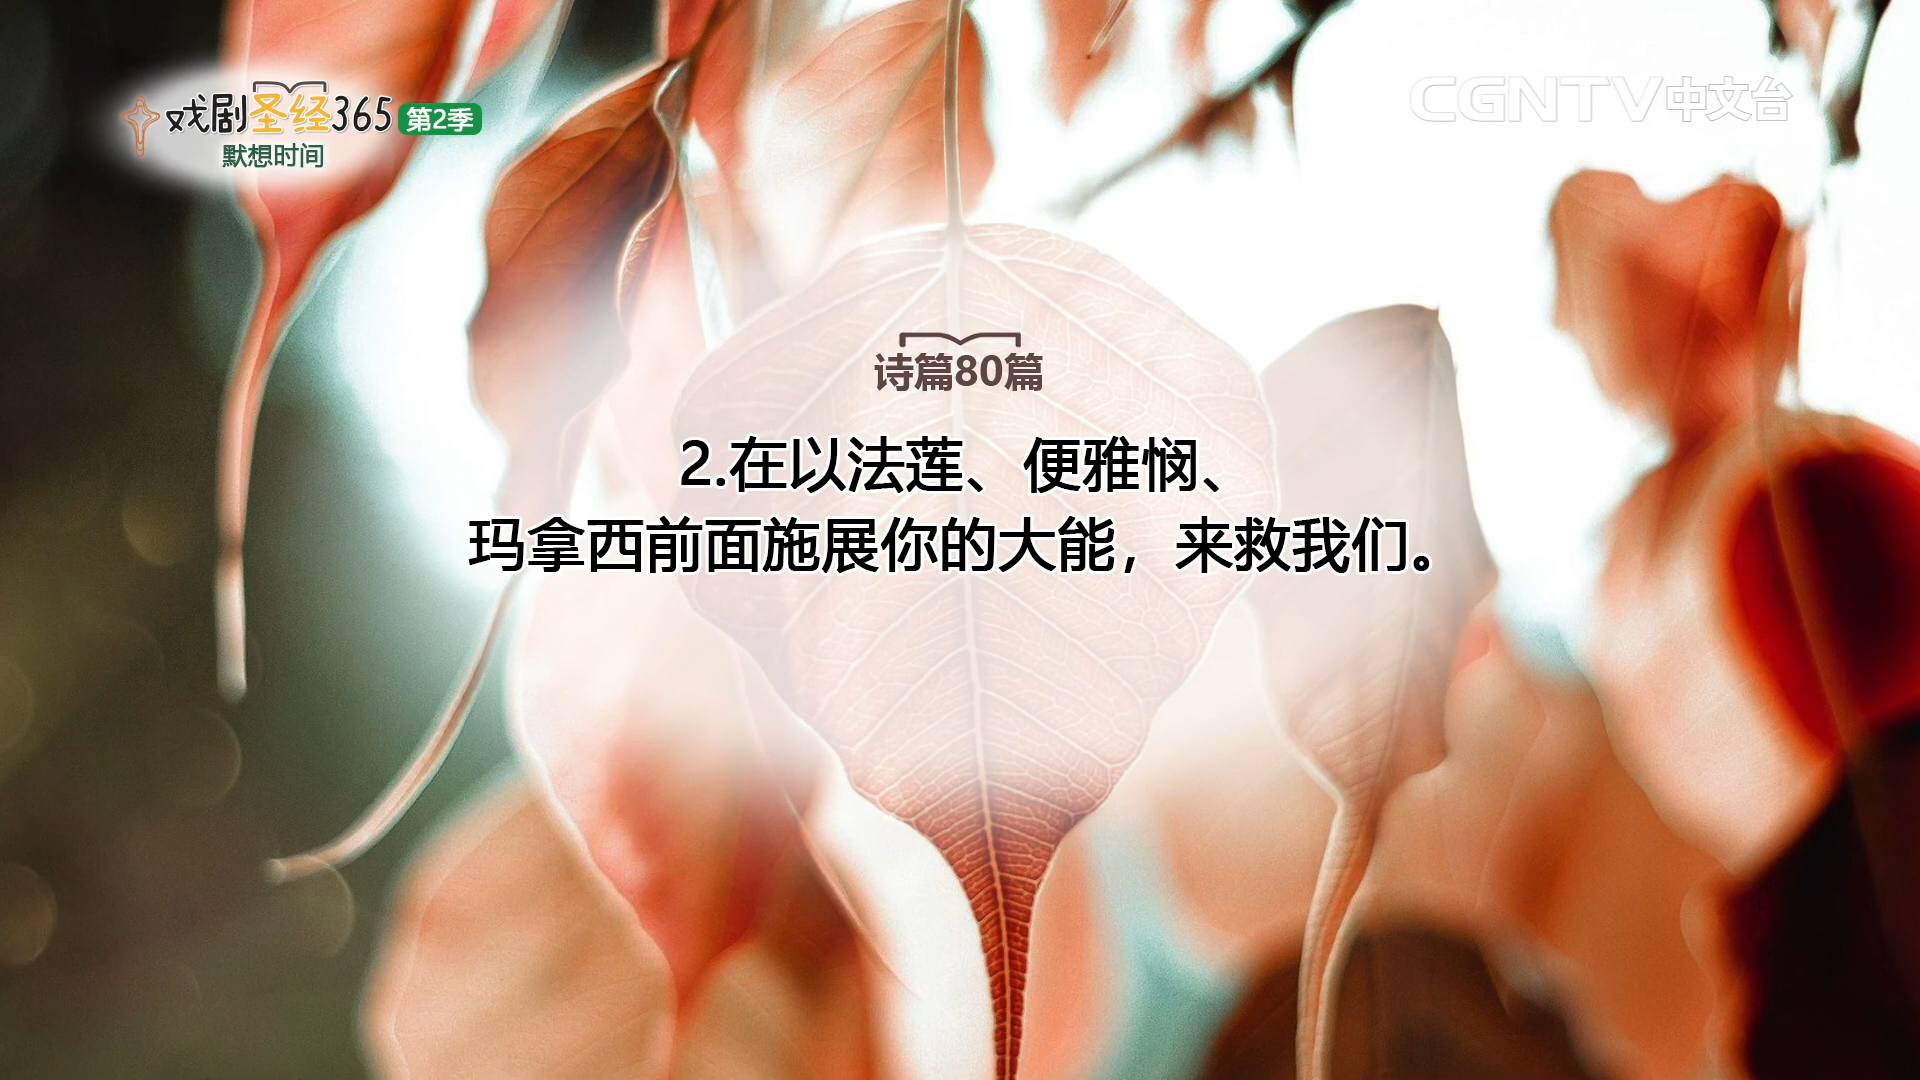 戏剧圣经365 第2季
默想时间
CGNTV中文台
诗篇80篇
2.在以法莲、便雅悯、
玛拿西前面施展你的大能，来救我们。